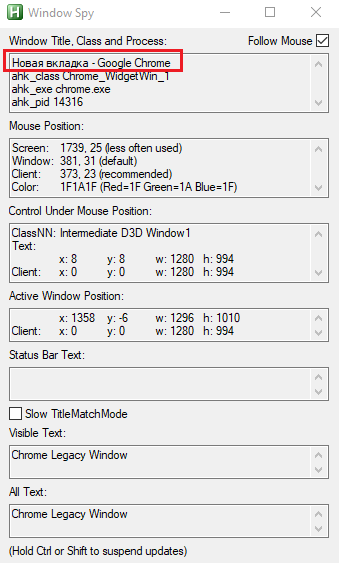 Window Spy
Window Title, Class and Process:
Follow Mouse
Новая вкладка - Google Chrome
ahk_class Chrome_WidgetWin_1
ahk_exe chrome.exe
ahk_pid 14316
Mouse Position:
Screen: 1739, 25 (less often used)
Window: 381, 31 (default)
Client: 373, 23 (recommended)
Color: 1F1A1F (Red=1F Green=1A Blue=1F)
Control Under Mouse Position:
ClassNN: Intermediate D3D Window1
Text:
x: 8 y: 8 w: 1280 h: 994
Client: x: 0 y: 0 w: 1280 h: 994
Active Window Position:
x: 1358 y: -6 w: 1296 h: 1010
Client: x: 0 y: 0 w: 1280 h: 994
Status Bar Text:
Slow TitleMatchMode
Visible Text:
Chrome Legacy Window
All Text:
Chrome Legacy Window
(Hold Ctrl or Shift to suspend updates)